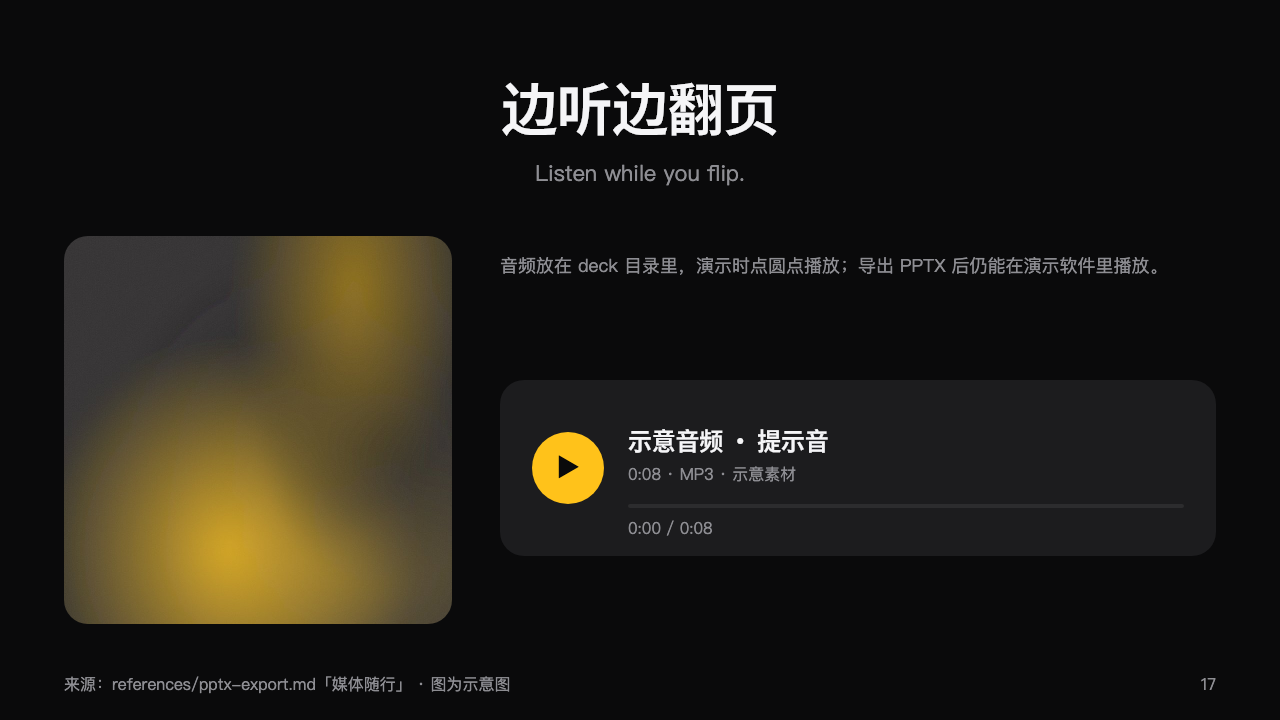 边听边翻页
Listen while you flip.
音频放在 deck 目录里，演示时点圆点播放；导出 PPTX 后仍能在演示软件里播放。
示意音频 · 提示音
0:08 · MP3 · 示意素材
0:00 / 0:08
来源：references/pptx-export.md「媒体随行」 · 图为示意图
17